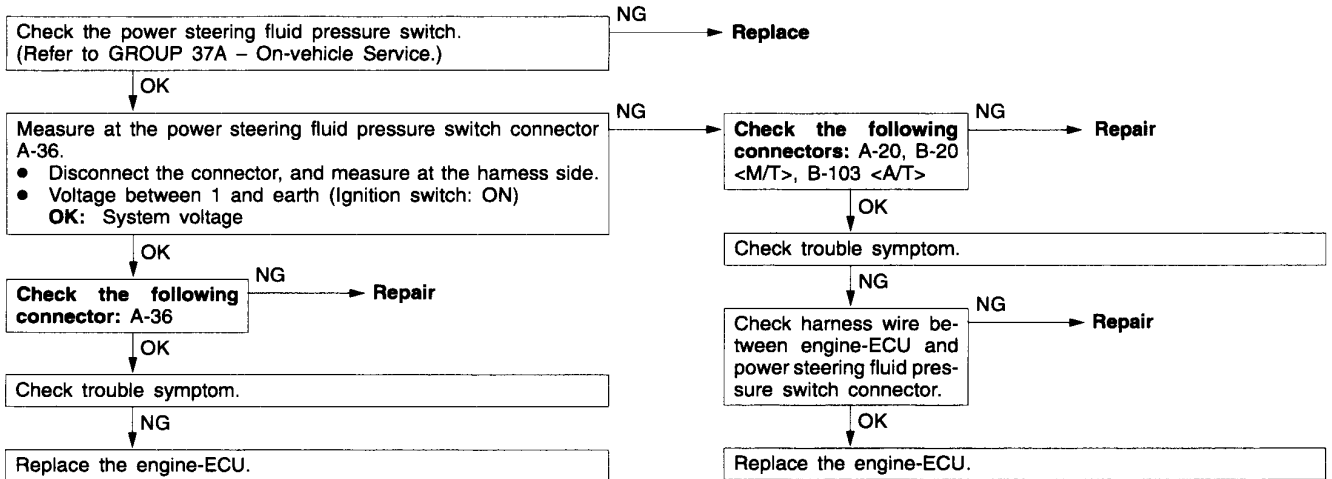 Check the power steering fluid pressure switch.
(Refer to GROUP 37A – On-vehicle Service.)
NG
Replace
OK
Measure at the power steering fluid pressure switch connector
A-36.
● Disconnect the connector, and measure at the harness side.
● Voltage between 1 and earth (Ignition switch: ON)
OK: System voltage
NG
Check the following
connectors: A-20, B-20
<M/T>, B-103 <A/T>
NG
Repair
OK
Check trouble symptom.
NG
Check harness wire be-
tween engine-ECU and
power steering fluid pres-
sure switch connector.
NG
Repair
OK
Replace the engine-ECU.
OK
Check the following
connector: A-36
NG
Repair
OK
Check trouble symptom.
NG
Replace the engine-ECU.